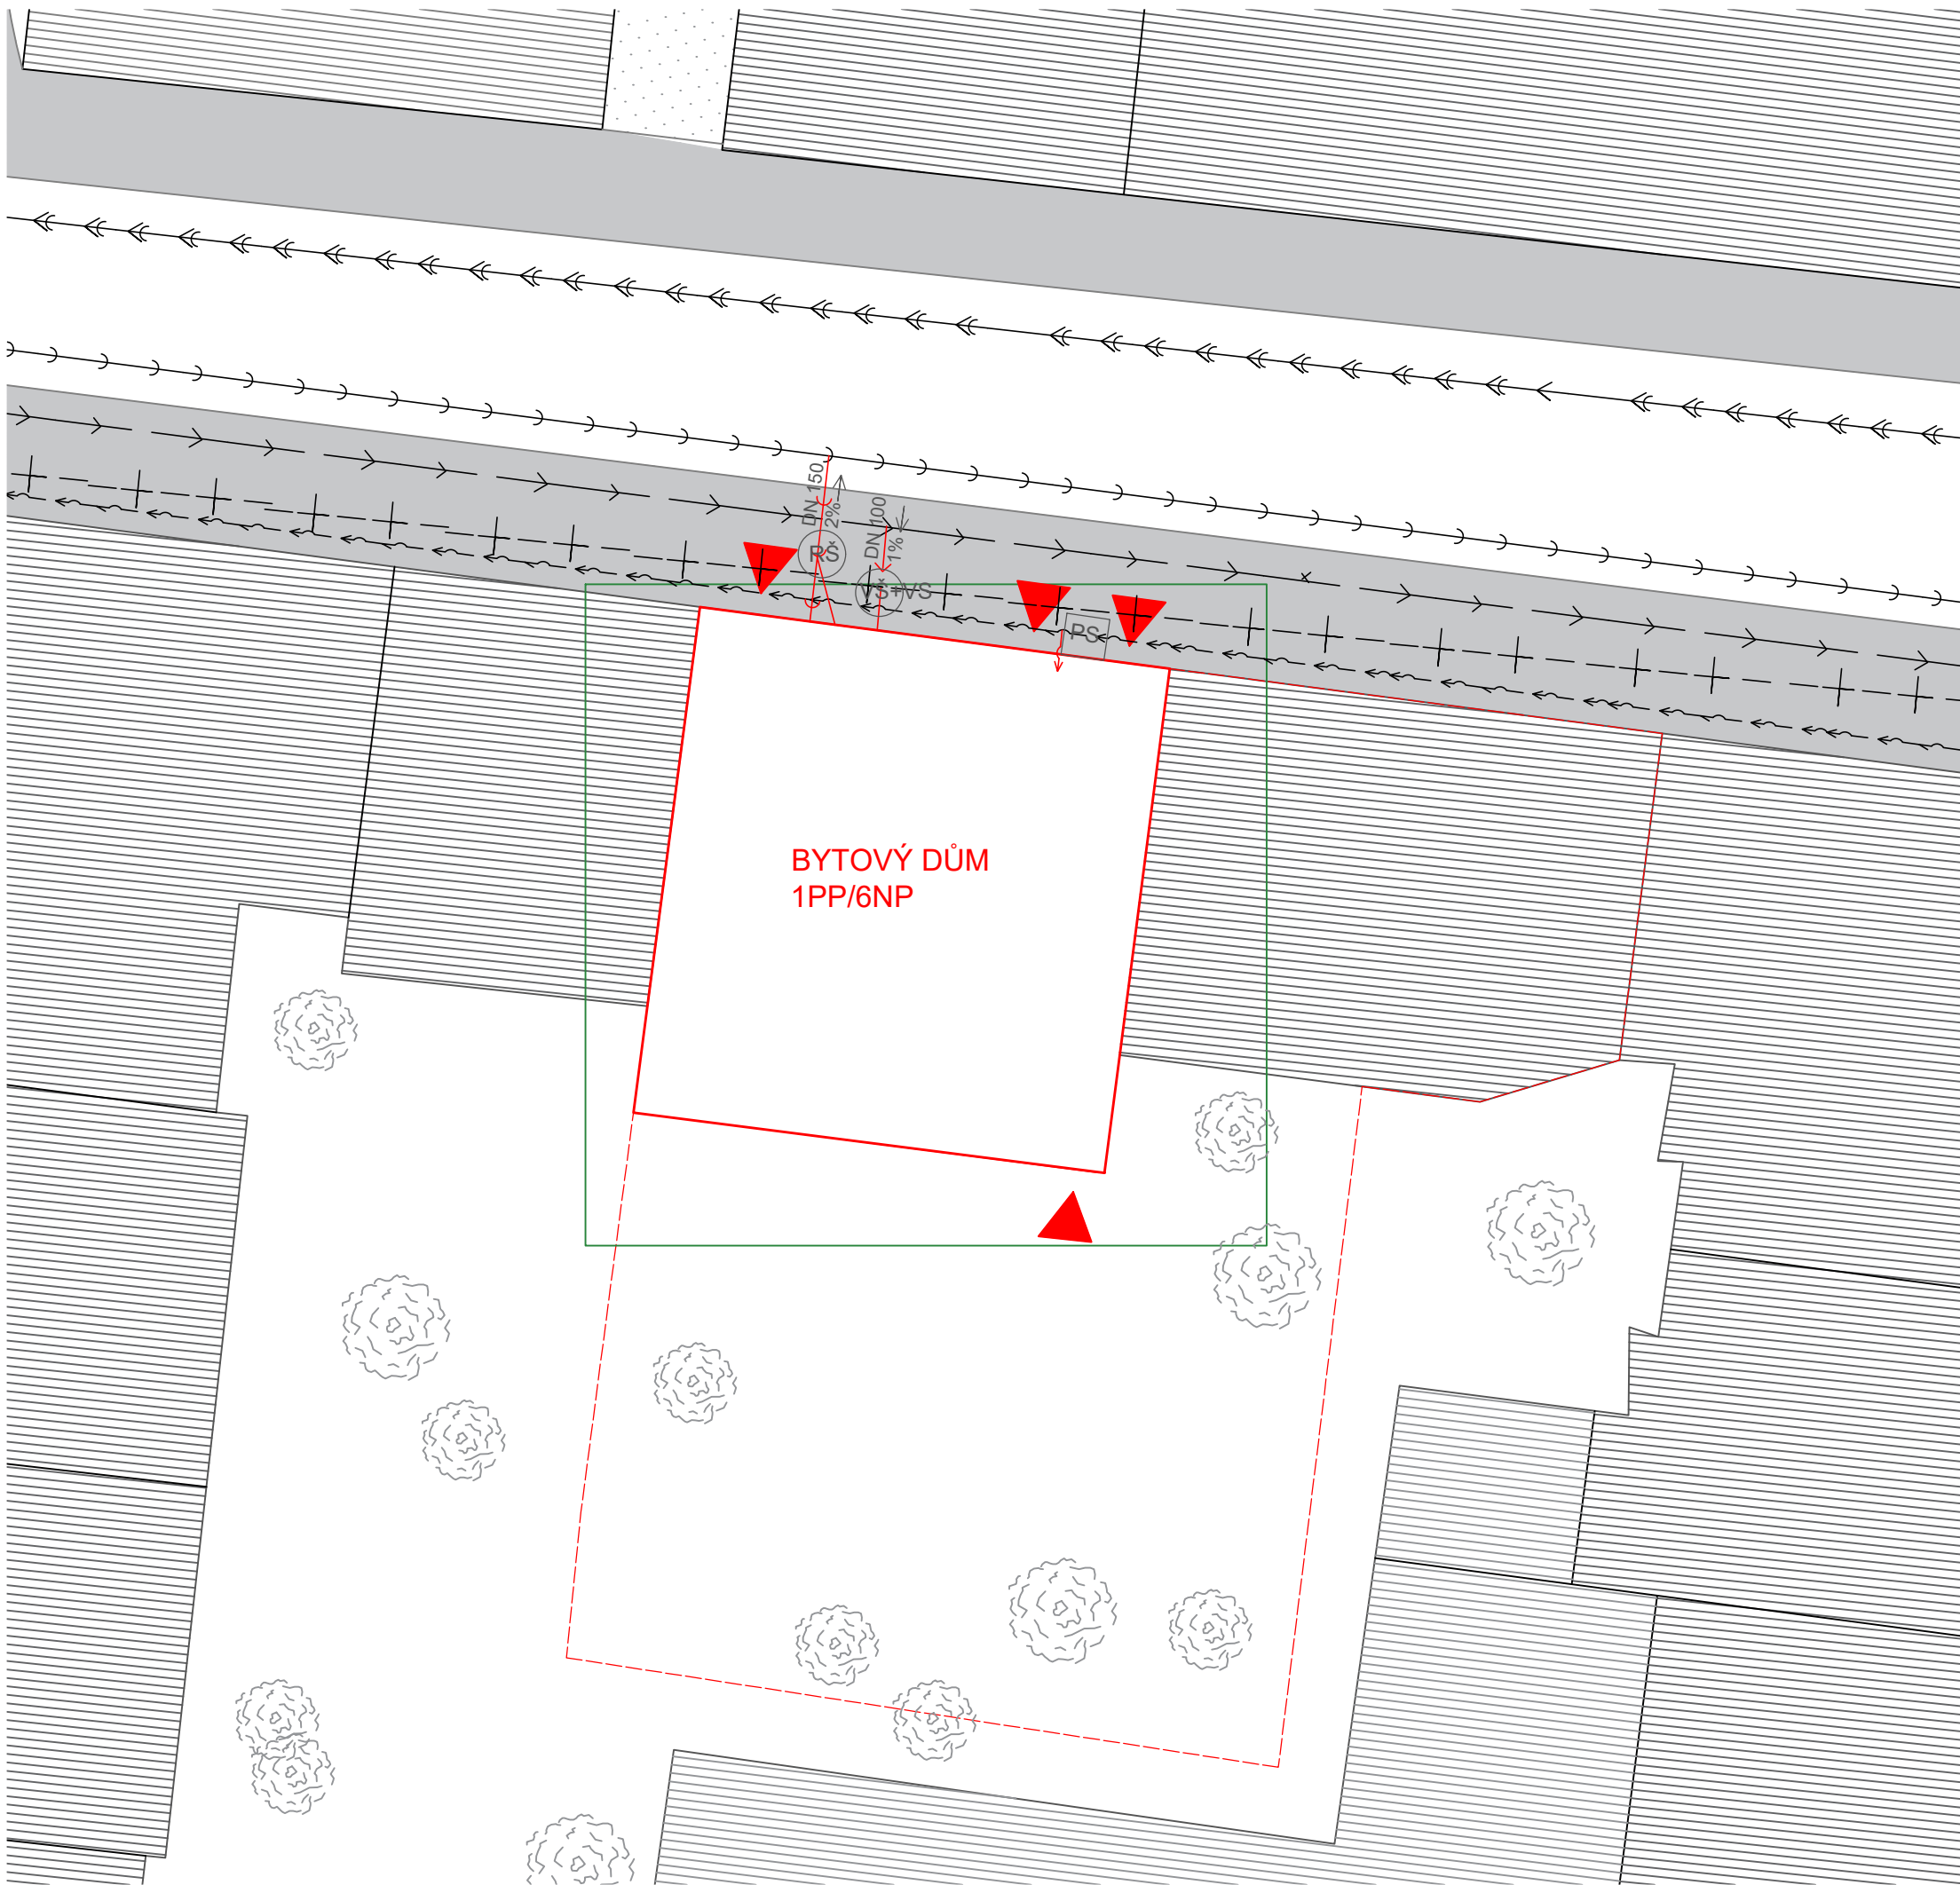 DN 150
2%
DN 100
1%
RŠ
VŠ+VS
PS
BYTOVÝ DŮM
1PP/6NP